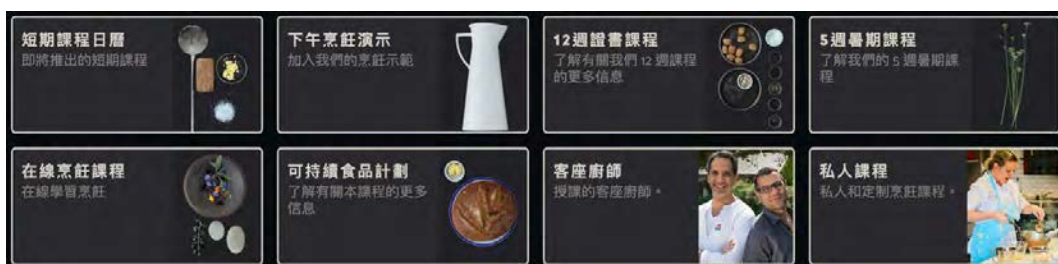 短期課程日曆
即將推出的短期課程
下午烹飪演示
加入我們的烹飪示範
12週證書課程
了解有關我們 12 週課程
的更多信息
5週暑期課程
了解我們的 5 週暑期課
程
在線烹飪課程
在線學習烹飪
可持續食品計劃
了解有關本課程的更多
信息
客座廚師
授課的客座廚師。
私人課程
私人和定制烹飪課程。